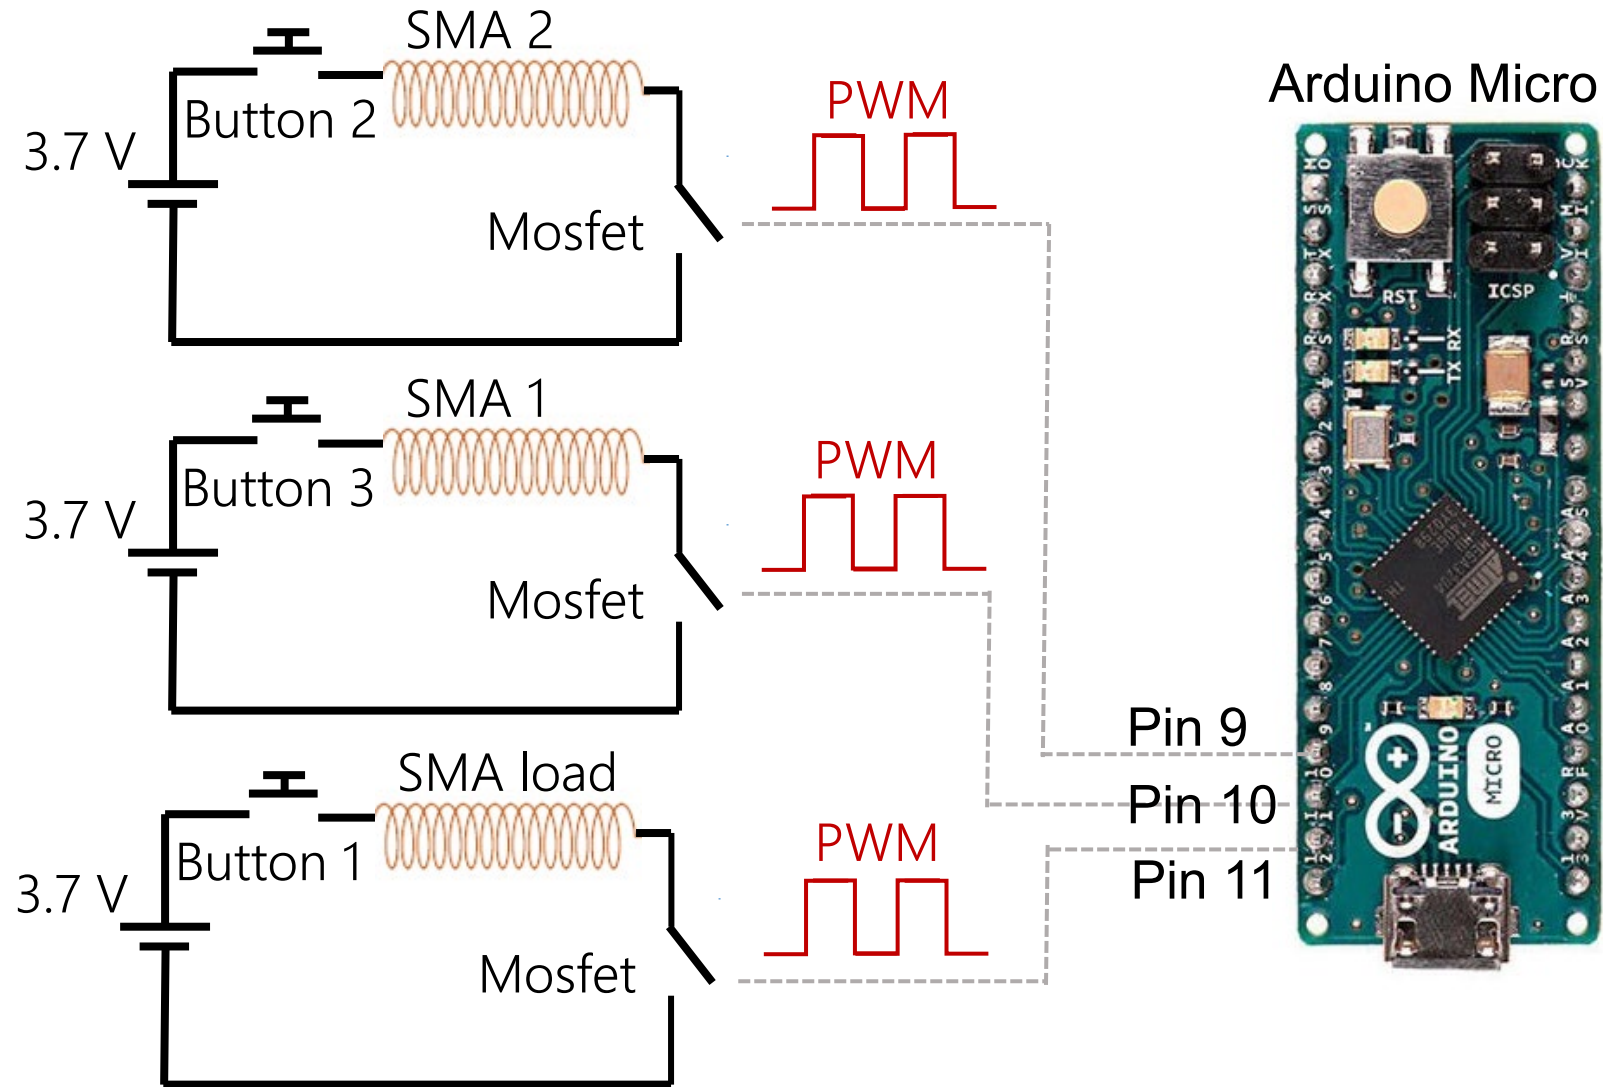 SMA 2
Button 2
3.7 V
Mosfet
PWM
SMA 1
Button 3
3.7 V
Mosfet
PWM
SMA load
Button 1
3.7 V
Mosfet
PWM
Pin 9
Pin 10
Pin 11
Arduino Micro
RST
ICSP
RX
TX
ARDUINO
MICRO
ATMEL